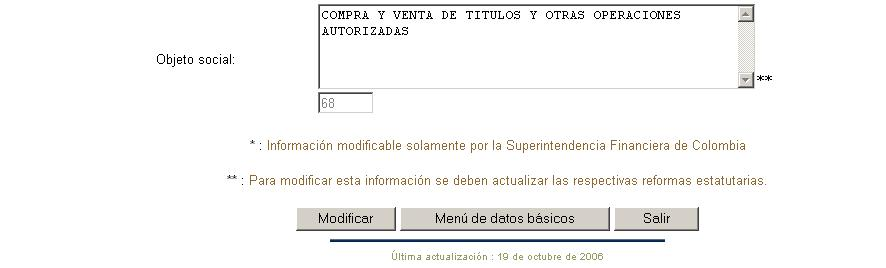 COMPRA Y VENTA DE TITULOS Y OTRAS OPERACIONES
AUTORIZADAS
Objeto social:
**
68
* : Información modificable solamente por la Superintendencia Financiera de Colombia
** : Para modificar esta información se deben actualizar las respectivas reformas estatutarias.
Modificar Menú de datos básicos Salir
Última actualización : 19 de octubre de 2006